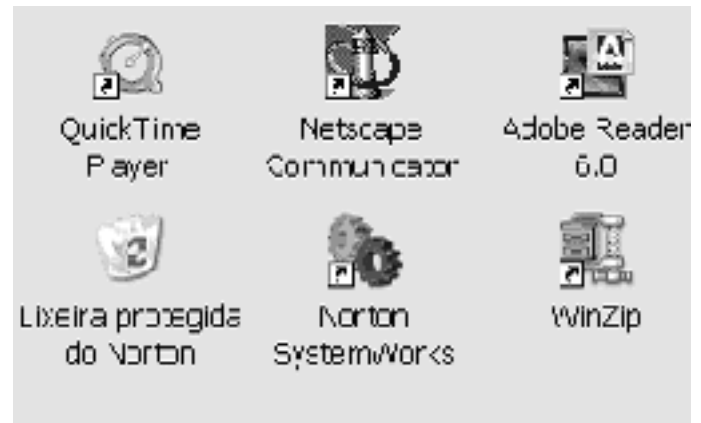 QuickTime
Player
Netscape
Communicator
Adobe Reader
6.0
Lixeira protegida
do Norton
Norton
SystemWorks
WinZip